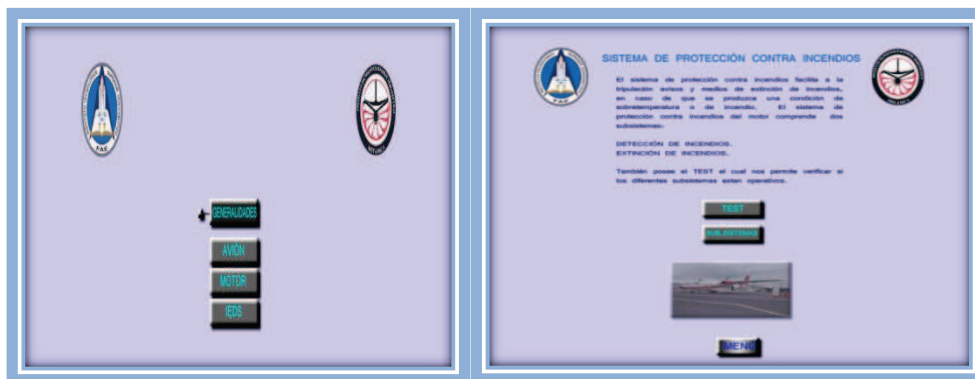 GENERALIDADES
AVIÓN
MOTOR
IEDS
SISTEMA DE PROTECCIÓN CONTRA INCENDIOS
El sistema de protección contra incendios facilita a la
tripulación avisos y medios de extinción de incendios,
en caso de que se produzca una condición de
sobretemperatura o de incendio. El sistema de
protección contra incendios del motor comprende dos
subsistemas:
DETECCIÓN DE INCENDIOS.
EXTINCIÓN DE INCENDIOS.
También posee el TEST el cual nos permite verificar si
los diferentes subsistemas estan operativos.
TEST
SUBSISTEMAS
MENÚ